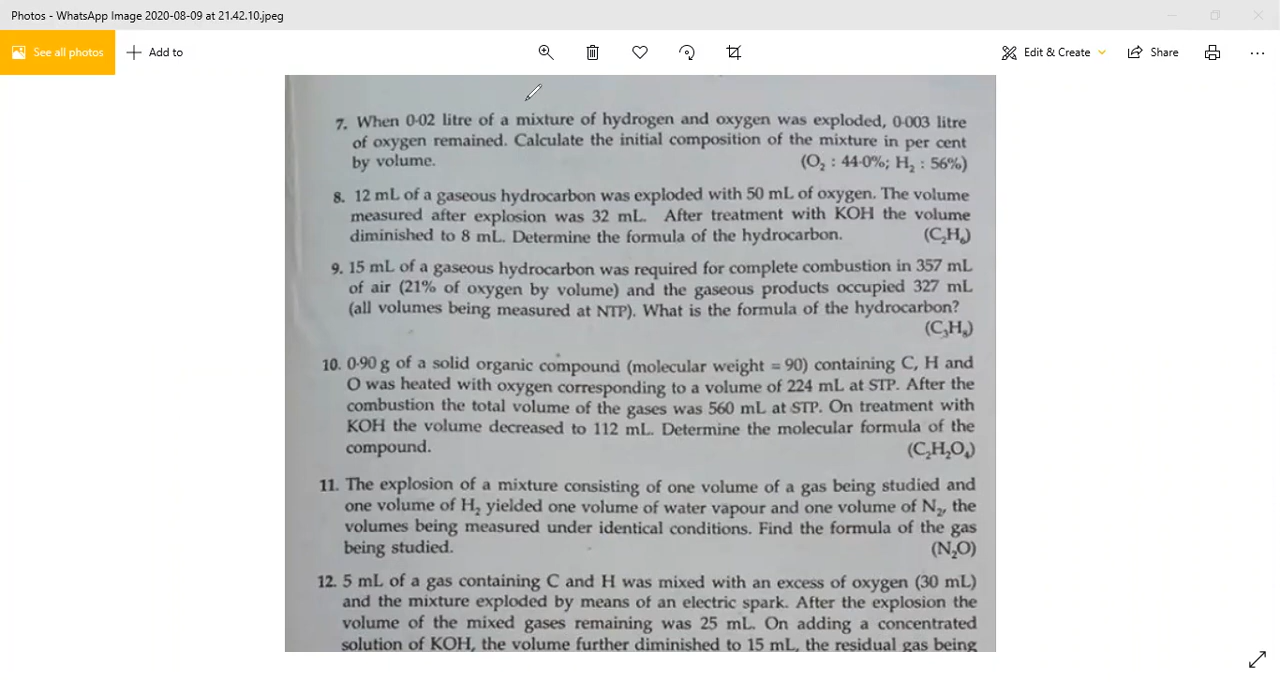 Photos - WhatsApp Image 2020-08-09 at 21.42.10.jpeg
See all photos
Add to
Edit & Create
Share
7. When 0·02 litre of a mixture of hydrogen and oxygen was exploded, 0·003 litre
of oxygen remained. Calculate the initial composition of the mixture in per cent
by volume. (O₂ : 44·0%; H₂ : 56%)
8. 12 mL of a gaseous hydrocarbon was exploded with 50 mL of oxygen. The volume
measured after explosion was 32 mL. After treatment with KOH the volume
diminished to 8 mL. Determine the formula of the hydrocarbon. (C₂H₆)
9. 15 mL of a gaseous hydrocarbon was required for complete combustion in 357 mL
of air (21% of oxygen by volume) and the gaseous products occupied 327 mL
(all volumes being measured at NTP). What is the formula of the hydrocarbon?
(C₃H₈)
10. 0·90 g of a solid organic compound (molecular weight = 90) containing C, H and
O was heated with oxygen corresponding to a volume of 224 mL at STP. After the
combustion the total volume of the gases was 560 mL at STP. On treatment with
KOH the volume decreased to 112 mL. Determine the molecular formula of the
compound. (C₂H₂O₄)
11. The explosion of a mixture consisting of one volume of a gas being studied and
one volume of H₂ yielded one volume of water vapour and one volume of N₂, the
volumes being measured under identical conditions. Find the formula of the gas
being studied. (N₂O)
12. 5 mL of a gas containing C and H was mixed with an excess of oxygen (30 mL)
and the mixture exploded by means of an electric spark. After the explosion the
volume of the mixed gases remaining was 25 mL. On adding a concentrated
solution of KOH, the volume further diminished to 15 mL, the residual gas being